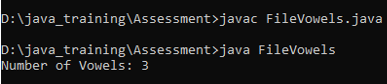 D:\java_training\Assessment>javac FileVowels.java
D:\java_training\Assessment>java FileVowels
Number of Vowels: 3